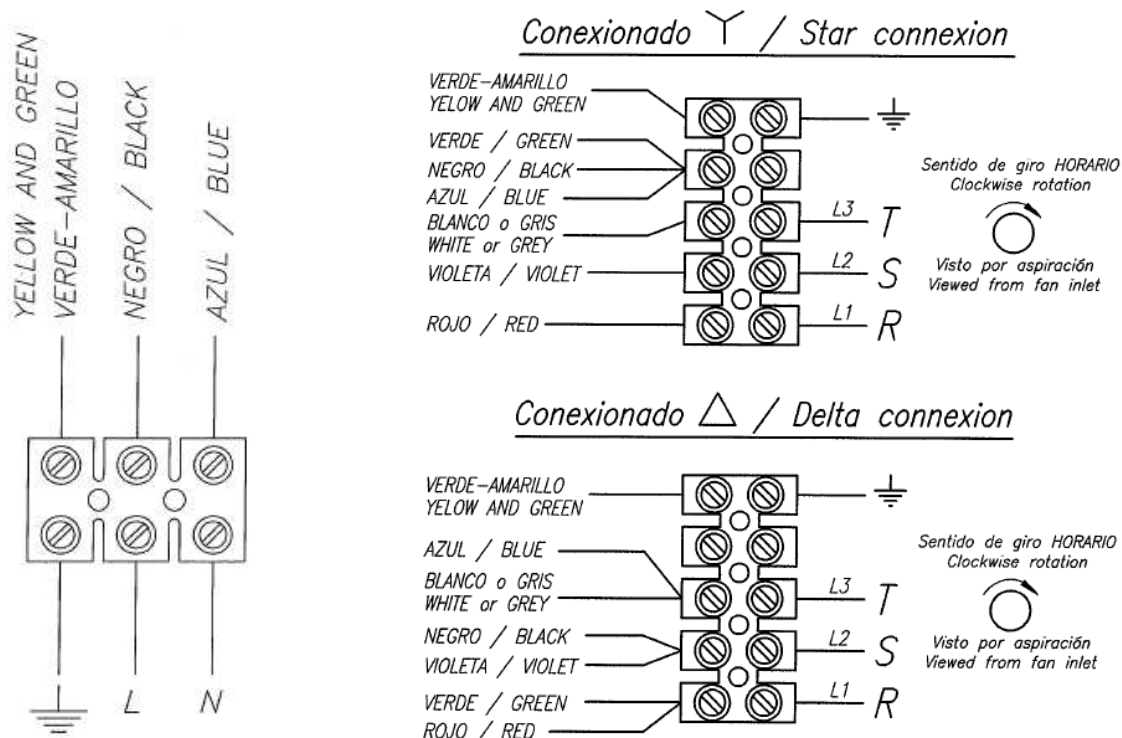 YELLOW AND GREEN
VERDE-AMARILLO
NEGRO / BLACK
AZUL / BLUE
L
N
Conexionado Y / Star connexion
VERDE-AMARILLO
YELOW AND GREEN
VERDE / GREEN
NEGRO / BLACK
AZUL / BLUE
BLANCO o GRIS
WHITE or GREY
VIOLETA / VIOLET
ROJO / RED
L3 T
L2 S
L1 R
Sentido de giro HORARIO
Clockwise rotation
Visto por aspiración
Viewed from fan inlet
Conexionado △ / Delta connexion
VERDE-AMARILLO
YELOW AND GREEN
AZUL / BLUE
BLANCO o GRIS
WHITE or GREY
NEGRO / BLACK
VIOLETA / VIOLET
VERDE / GREEN
ROJO / RED
L3 T
L2 S
L1 R
Sentido de giro HORARIO
Clockwise rotation
Visto por aspiración
Viewed from fan inlet